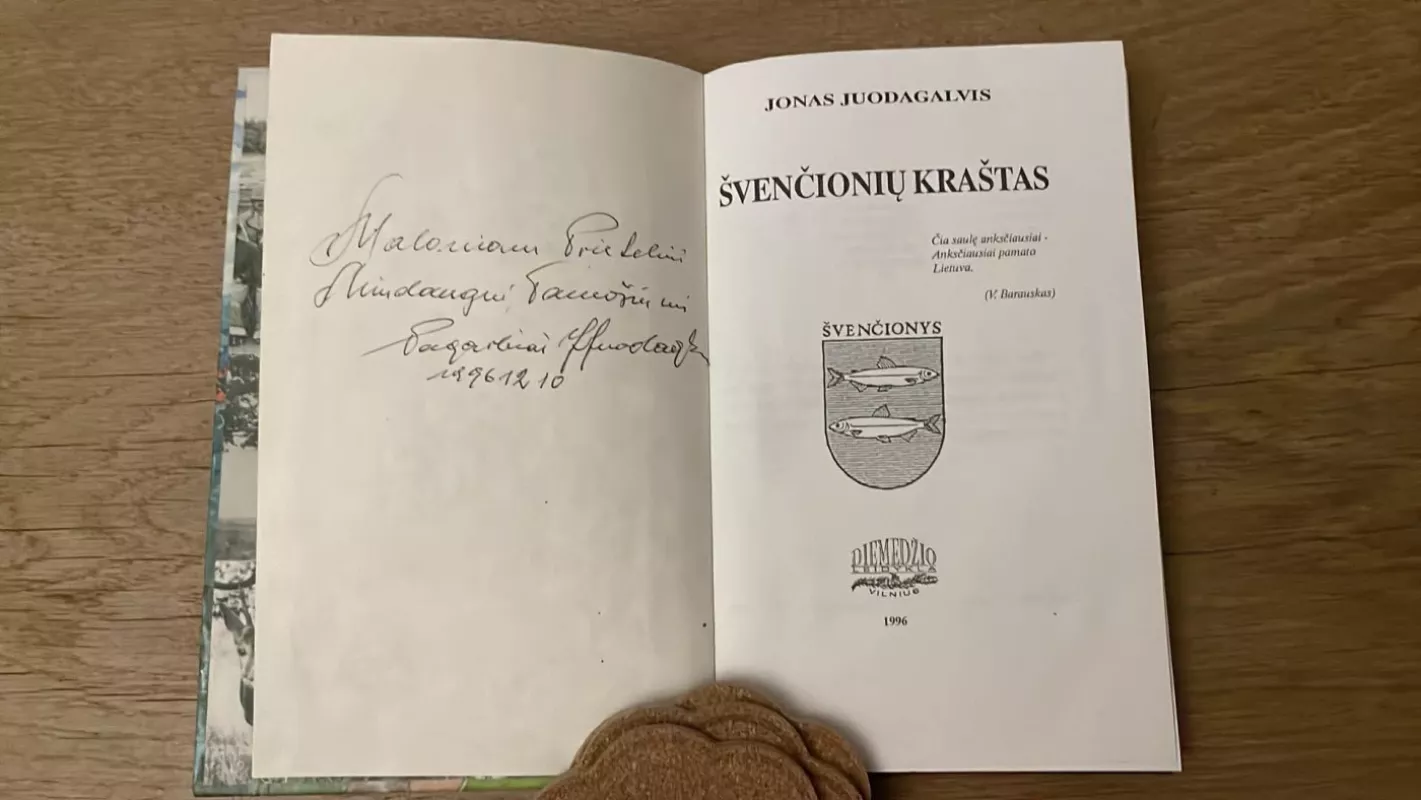 Maloniam Prieteliui
Mindaugui Tamošiūnui
Pagarbiai JJuodagalv
1996 12 10
JONAS JUODAGALVIS
ŠVENČIONIŲ KRAŠTAS
Čia saulę anksčiausiai -
Anksčiausiai pamato
Lietuva.
(V. Barauskas)
ŠVENČIONYS
DIEMEDŽIO
LEIDYKLA
VILNIUS
1996